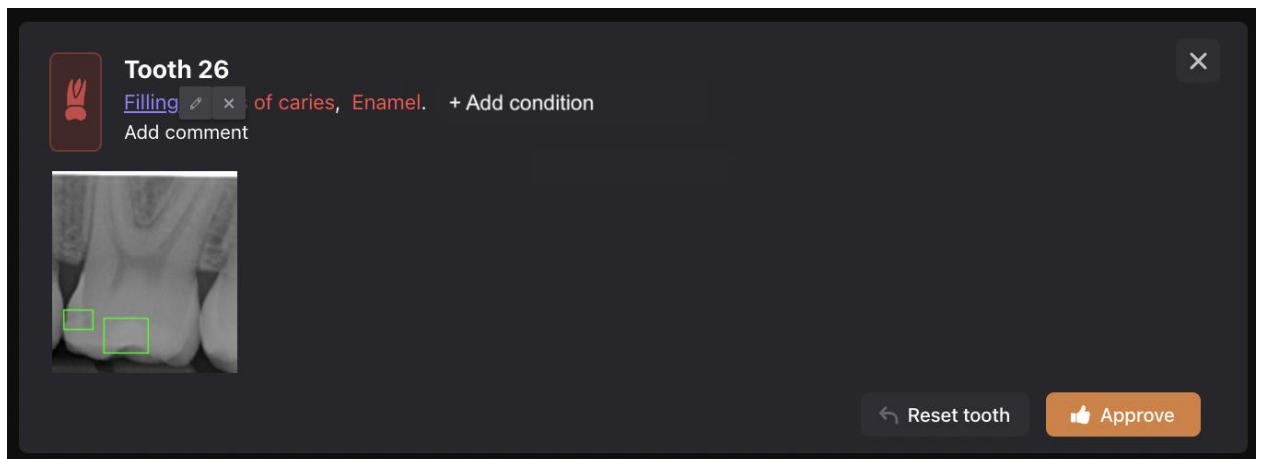 Tooth 26
Filling of caries, Enamel. + Add condition
Add comment
Reset tooth
Approve